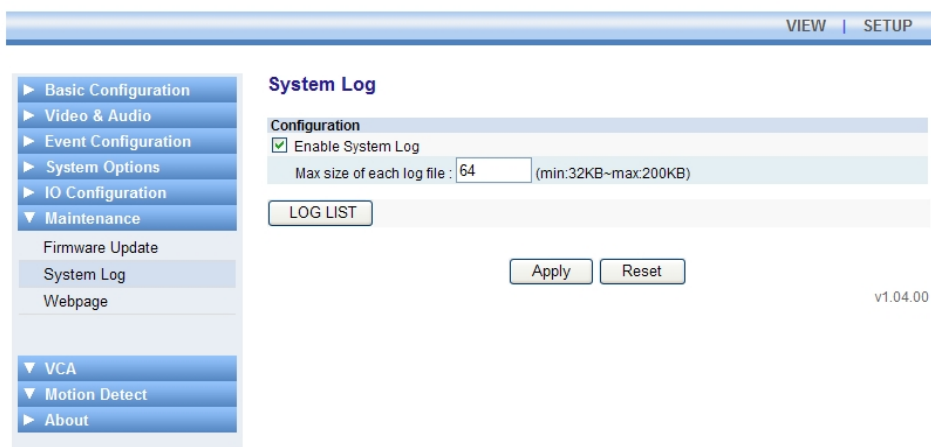 VIEW | SETUP
Basic Configuration
Video & Audio
Event Configuration
System Options
IO Configuration
Maintenance
Firmware Update
System Log
Webpage
VCA
Motion Detect
About
System Log
Configuration
Enable System Log
Max size of each log file : 64 (min:32KB~max:200KB)
LOG LIST
Apply Reset
v1.04.00